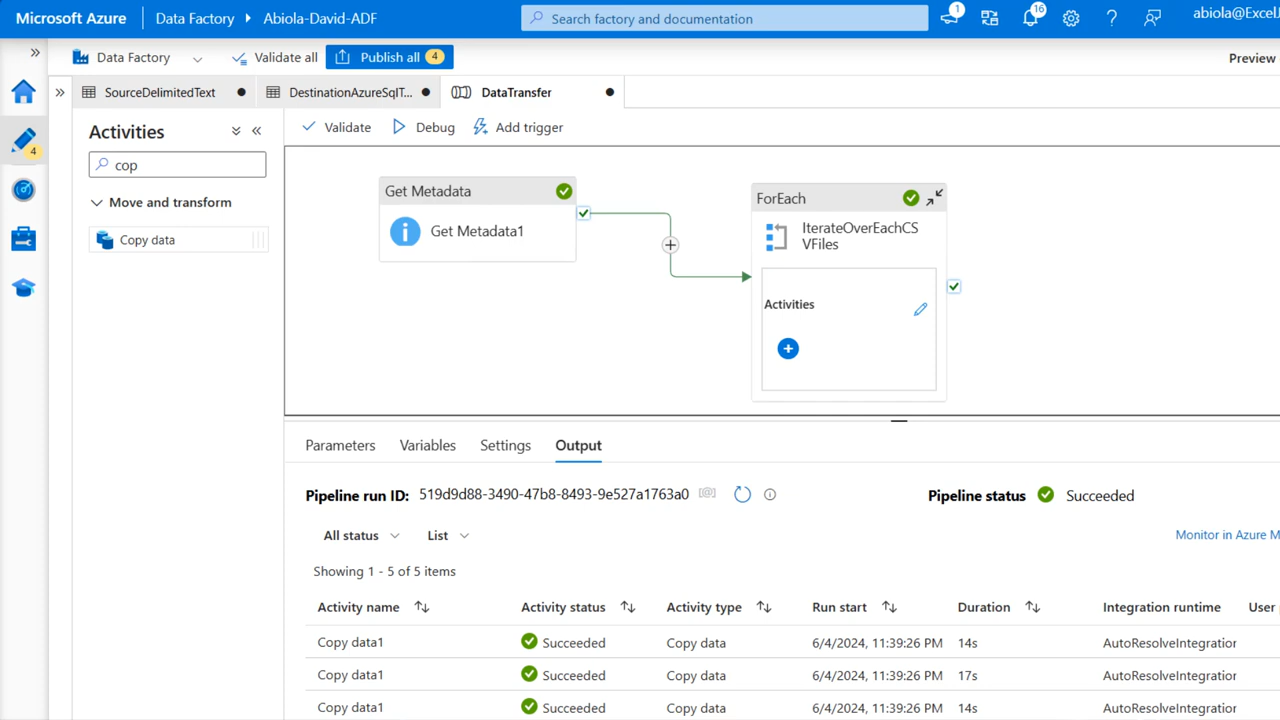 Microsoft Azure
Data Factory
Abiola-David-ADF
Search factory and documentation
1
16
abiola@ExcelJ
Data Factory
Validate all
Publish all
4
Preview
SourceDelimitedText
DestinationAzureSqlT...
DataTransfer
Activities
Validate
Debug
Add trigger
cop
4
Move and transform
Copy data
Get Metadata
Get Metadata1
ForEach
IterateOverEachCS
VFiles
Activities
Parameters
Variables
Settings
Output
Pipeline run ID: 519d9d88-3490-47b8-8493-9e527a1763a0
Pipeline status
Succeeded
All status
List
Monitor in Azure M
Showing 1 - 5 of 5 items
Activity name
Activity status
Activity type
Run start
Duration
Integration runtime
User
Copy data1 Succeeded Copy data 6/4/2024, 11:39:26 PM 14s AutoResolveIntegration
Copy data1 Succeeded Copy data 6/4/2024, 11:39:26 PM 17s AutoResolveIntegration
Copy data1 Succeeded Copy data 6/4/2024, 11:39:26 PM 14s AutoResolveIntegration